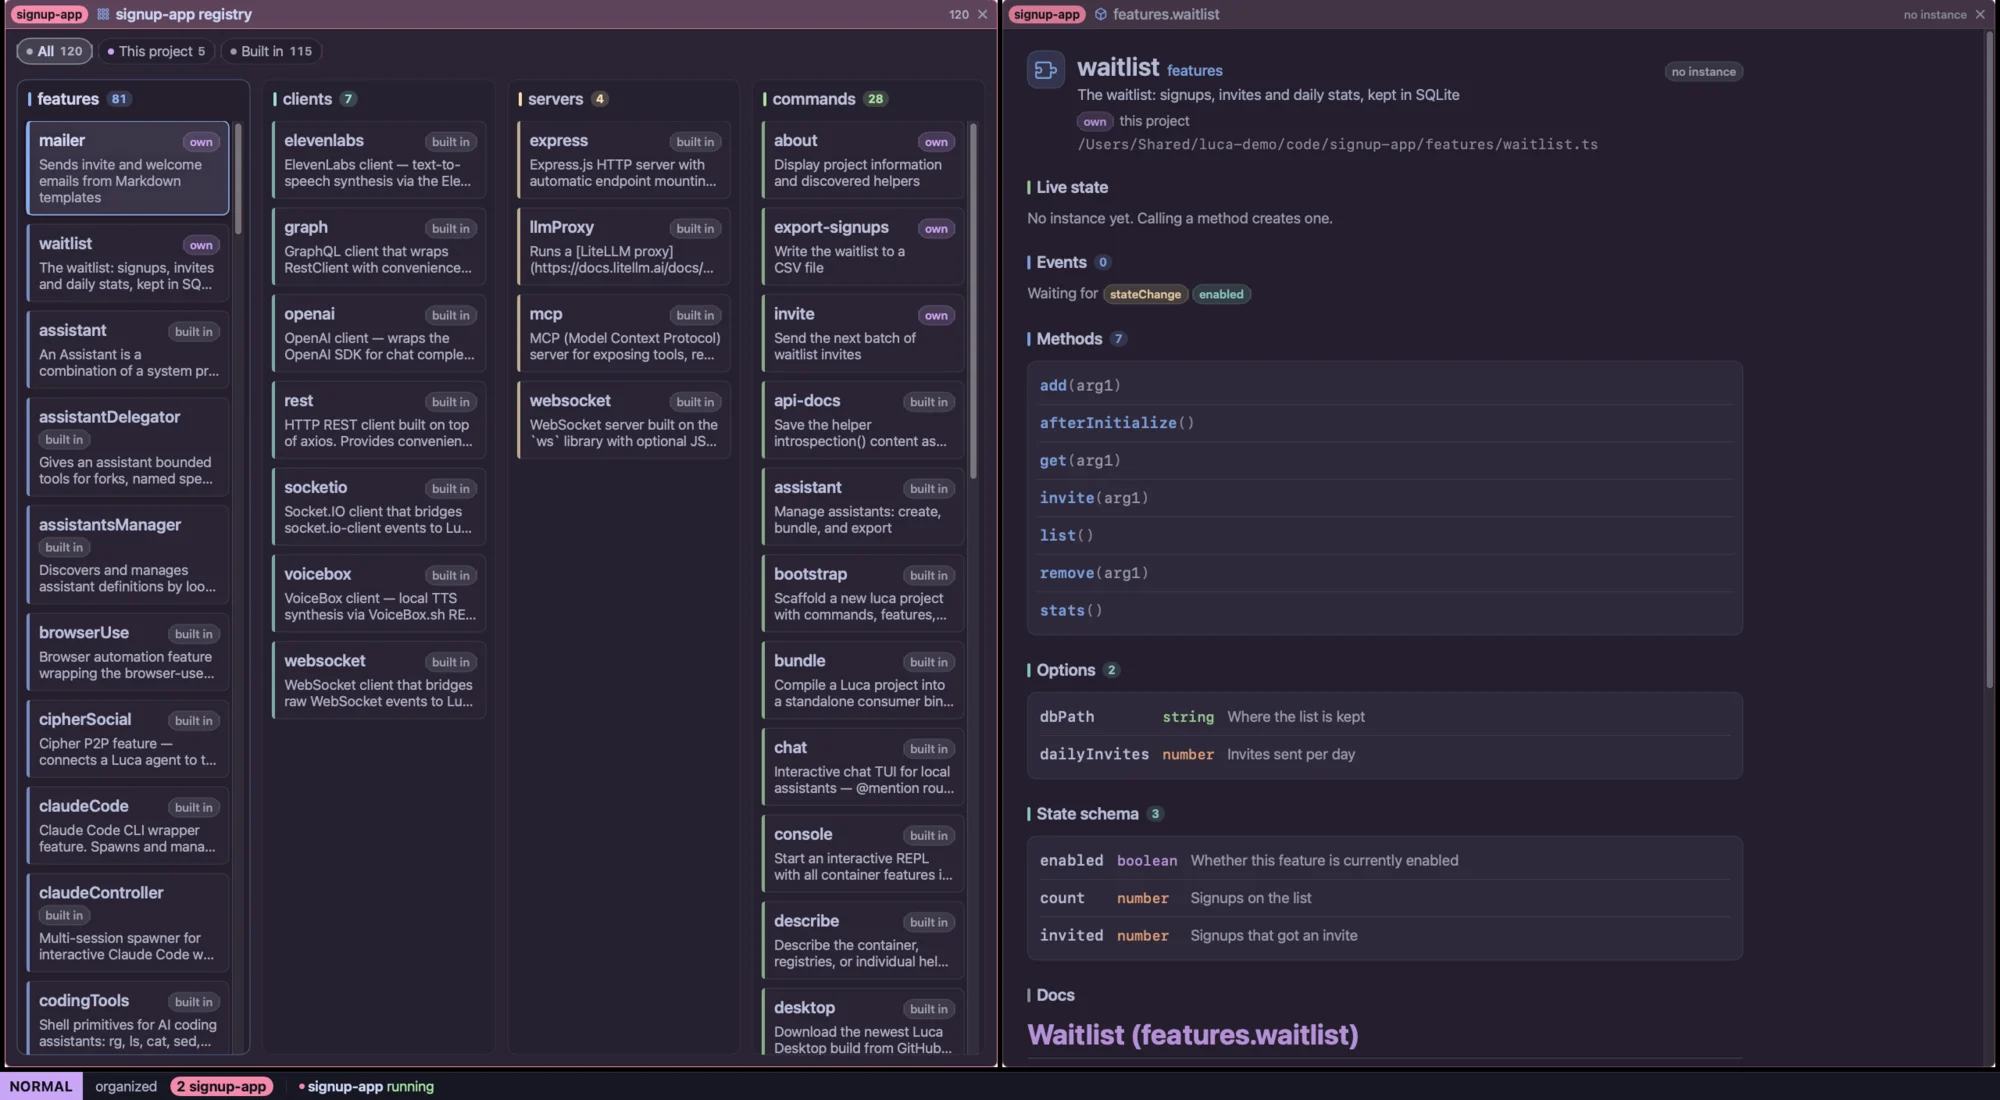 signup-app signup-app registry 120
All 120 This project 5 Built in 115
features 81
mailer own
Sends invite and welcome
emails from Markdown
templates
waitlist own
The waitlist: signups, invites
and daily stats, kept in SQ...
assistant built in
An Assistant is a
combination of a system pr...
assistantDelegator
built in
Gives an assistant bounded
tools for forks, named spe...
assistantsManager
built in
Discovers and manages
assistant definitions by loo...
browserUse built in
Browser automation feature
wrapping the browser-use...
cipherSocial built in
Cipher P2P feature —
connects a Luca agent to t...
claudeCode built in
Claude Code CLI wrapper
feature. Spawns and mana...
claudeController
built in
Multi-session spawner for
interactive Claude Code w...
codingTools built in
Shell primitives for AI coding
assistants: rg, ls, cat, sed,...
clients 7
elevenlabs built in
ElevenLabs client — text-to-
speech synthesis via the Ele...
graph built in
GraphQL client that wraps
RestClient with convenience...
openai built in
OpenAI client — wraps the
OpenAI SDK for chat comple...
rest built in
HTTP REST client built on top
of axios. Provides convenien...
socketio built in
Socket.IO client that bridges
socket.io-client events to Lu...
voicebox built in
VoiceBox client — local TTS
synthesis via VoiceBox.sh RE...
websocket built in
WebSocket client that bridges
raw WebSocket events to Lu...
servers 4
express built in
Express.js HTTP server with
automatic endpoint mountin...
llmProxy built in
Runs a [LiteLLM proxy]
(https://docs.litellm.ai/docs/...
mcp built in
MCP (Model Context Protocol)
server for exposing tools, re...
websocket built in
WebSocket server built on the
`ws` library with optional JS...
commands 28
about own
Display project information
and discovered helpers
export-signups own
Write the waitlist to a
CSV file
invite own
Send the next batch of
waitlist invites
api-docs built in
Save the helper
introspection() content as...
assistant built in
Manage assistants: create,
bundle, and export
bootstrap built in
Scaffold a new luca project
with commands, features,...
bundle built in
Compile a Luca project into
a standalone consumer bin...
chat built in
Interactive chat TUI for local
assistants — @mention rou...
console built in
Start an interactive REPL
with all container features i...
describe built in
Describe the container,
registries, or individual hel...
desktop built in
Download the newest Luca
Desktop build from GitHub...
signup-app features.waitlist no instance
waitlist features no instance
The waitlist: signups, invites and daily stats, kept in SQLite
own this project
/Users/Shared/luca-demo/code/signup-app/features/waitlist.ts
Live state
No instance yet. Calling a method creates one.
Events 0
Waiting for stateChange enabled
Methods 7
add(arg1)
afterInitialize()
get(arg1)
invite(arg1)
list()
remove(arg1)
stats()
Options 2
dbPath string Where the list is kept
dailyInvites number Invites sent per day
State schema 3
enabled boolean Whether this feature is currently enabled
count number Signups on the list
invited number Signups that got an invite
Docs
Waitlist (features.waitlist)
NORMAL organized 2 signup-app signup-app running